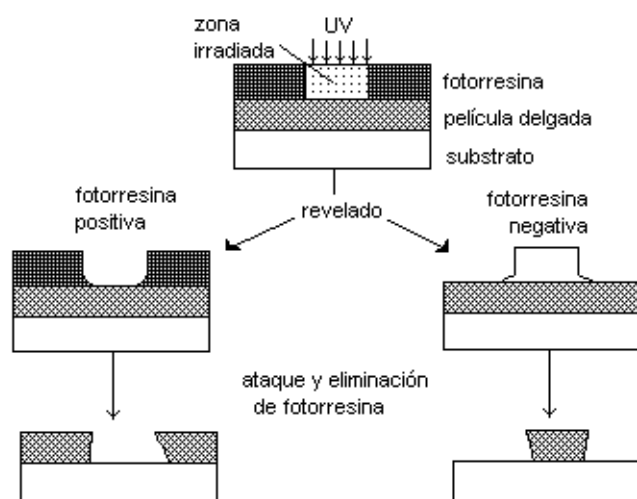 zona
irradiada
UV
fotorresina
película delgada
substrato
fotorresina
positiva
revelado
fotorresina
negativa
ataque y eliminación
de fotorresina